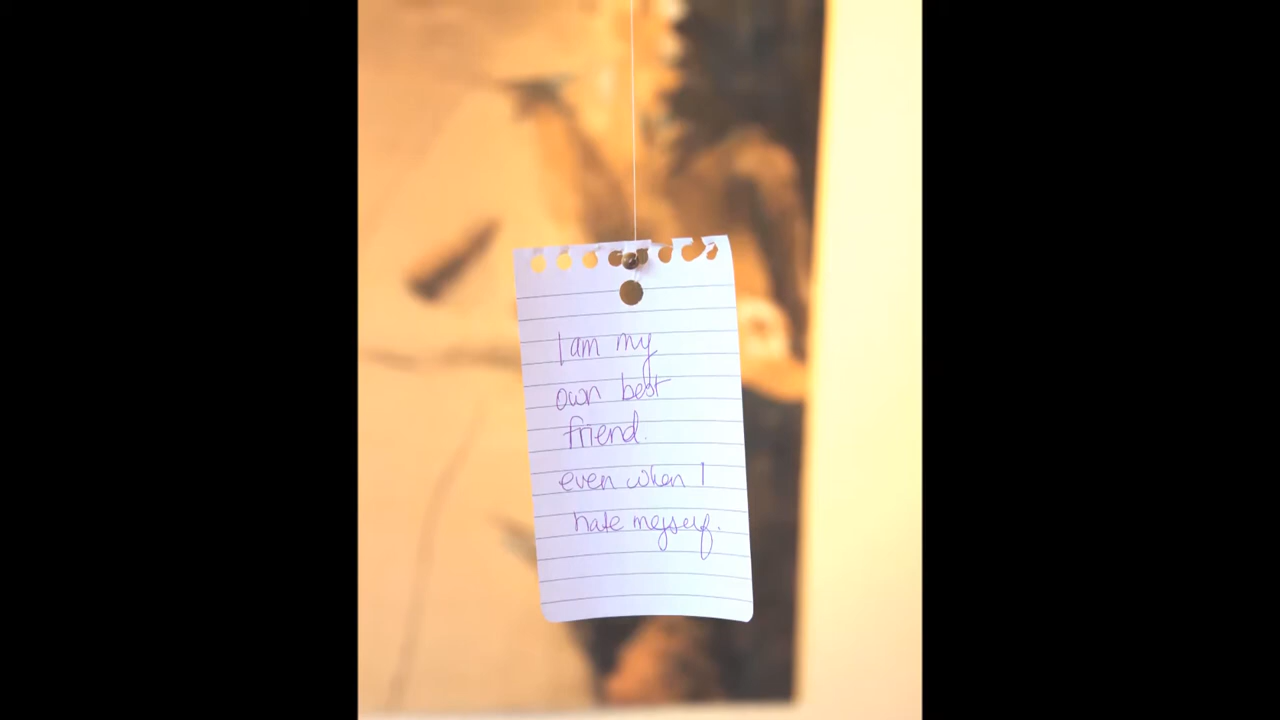 I am my
own best
friend.
even when I
hate myself.